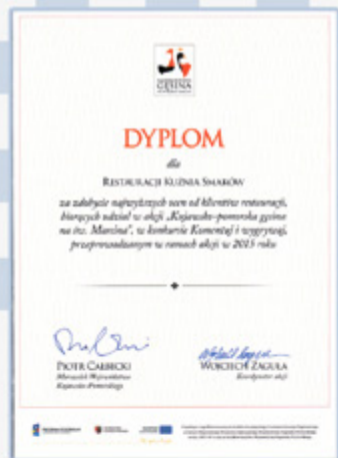 GĘSINA
DYPLOM
dla
RESTAURACJI KUŹNIA SMAKÓW
za zdobycie najwyższych ocen od klientów restauracji,
biorących udział w akcji „Kujawsko-pomorska gęsina
na św. Marcina”, w konkursie Komentuj i wygrywaj,
przeprowadzonym w ramach akcji w 2015 roku
PIOTR CAŁBECKI
Marszałek Województwa
Kujawsko-Pomorskiego
WOJCIECH ZAGUŁA
Koordynator akcji